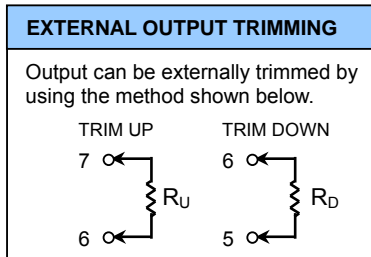 EXTERNAL OUTPUT TRIMMING
Output can be externally trimmed by
using the method shown below.
TRIM UP TRIM DOWN
7 6
RU RD
6 5